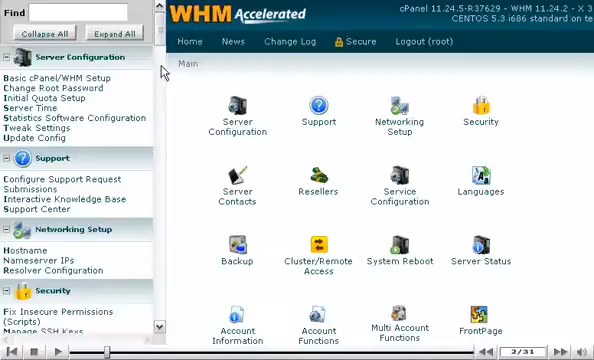 Find
Collapse All
Expand All
Server Configuration
Basic cPanel/WHM Setup
Change Root Password
Initial Quota Setup
Server Time
Statistics Software Configuration
Tweak Settings
Update Config
Support
Configure Support Request
Submissions
Interactive Knowledge Base
Support Center
Networking Setup
Hostname
Nameserver IPs
Resolver Configuration
Security
Fix Insecure Permissions
(Scripts)
Manage SSH Keys
WHM Accelerated
cPanel 11.24.5-R37629 - WHM 11.24.2 - X 3
CENTOS 5.3 i686 standard on
Home
News
Change Log
Secure
Logout (root)
Main
Server
Configuration
Support
Networking
Setup
Security
Server
Contacts
Resellers
Service
Configuration
Languages
Backup
Cluster/Remote
Access
System Reboot
Server Status
Account
Information
Account
Functions
Multi Account
Functions
FrontPage
2/31